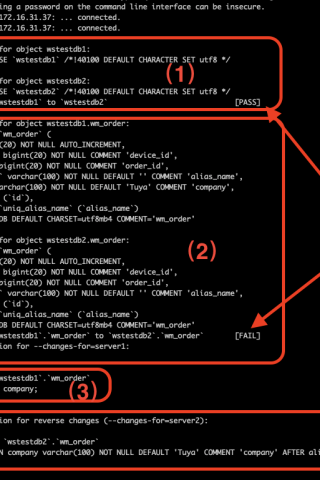 ing a password on the command line interface can be insecure.
172.16.31.37: ... connected.
172.16.31.37: ... connected.
for object wstestdb1:
SE `wstestdb1` /*!40100 DEFAULT CHARACTER SET utf8 */
(1)
for object wstestdb2:
SE `wstestdb2` /*!40100 DEFAULT CHARACTER SET utf8 */
wstestdb1` to `wstestdb2` [PASS]
for object wstestdb1.wm_order:
`wm_order` (
(20) NOT NULL AUTO_INCREMENT,
bigint(20) NOT NULL COMMENT 'device_id',
bigint(20) NOT NULL COMMENT 'order_id',
` varchar(100) NOT NULL DEFAULT '' COMMENT 'alias_name',
archar(100) NOT NULL DEFAULT 'Tuya' COMMENT 'company',
(`id`),
`uniq_alias_name` (`alias_name`)
OB DEFAULT CHARSET=utf8mb4 COMMENT='wm_order'
for object wstestdb2.wm_order:
`wm_order` (
(2)
(20) NOT NULL AUTO_INCREMENT,
bigint(20) NOT NULL COMMENT 'device_id',
bigint(20) NOT NULL COMMENT 'order_id',
` varchar(100) NOT NULL DEFAULT '' COMMENT 'alias_name',
(`id`),
`uniq_alias_name` (`alias_name`)
OB DEFAULT CHARSET=utf8mb4 COMMENT='wm_order'
wstestdb1`.`wm_order` to `wstestdb2`.`wm_order` [FAIL]
tion for --changes-for=server1:
wstestdb1`.`wm_order`
company;
(3)
ion for reverse changes (--changes-for=server2):
`wstestdb2`.`wm_order`
N company varchar(100) NOT NULL DEFAULT 'Tuya' COMMENT 'company' AFTER ali